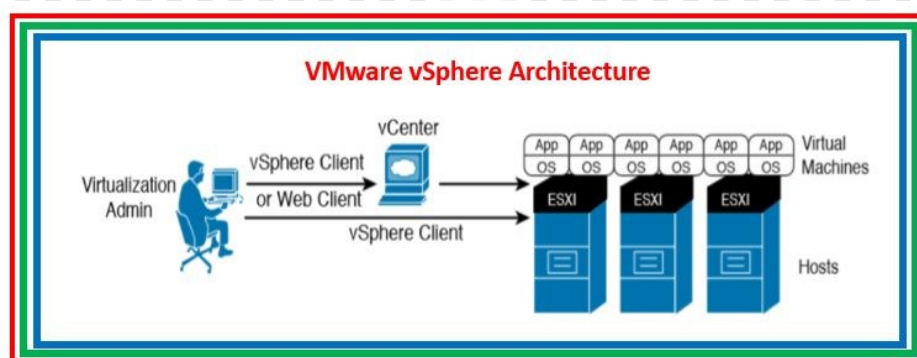 VMware vSphere Architecture
vCenter
vSphere Client
or Web Client
Virtualization
Admin
vSphere Client
App App App App App App
OS OS OS OS OS OS
Virtual
Machines
ESXI ESXI ESXI
Hosts